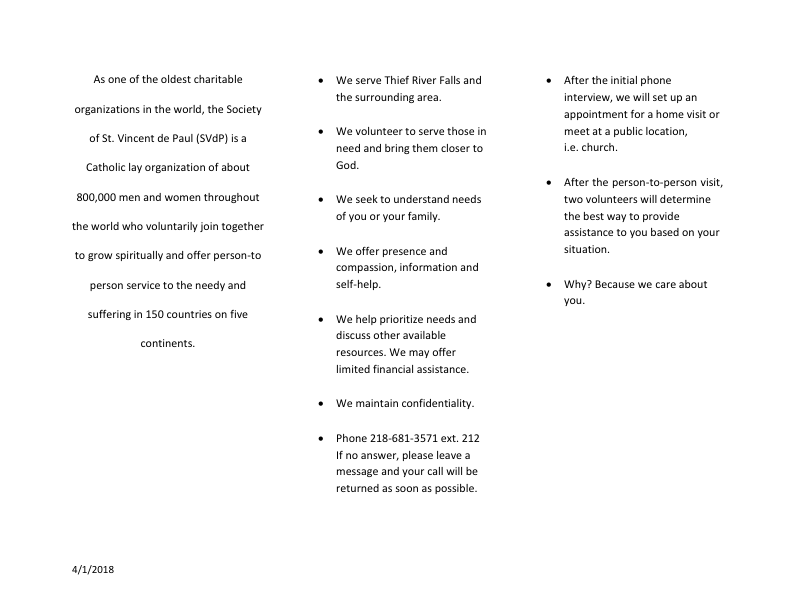 As one of the oldest charitable
organizations in the world, the Society
of St. Vincent de Paul (SVdP) is a
Catholic lay organization of about
800,000 men and women throughout
the world who voluntarily join together
to grow spiritually and offer person-to
person service to the needy and
suffering in 150 countries on five
continents.
• We serve Thief River Falls and
the surrounding area.
• We volunteer to serve those in
need and bring them closer to
God.
• We seek to understand needs
of you or your family.
• We offer presence and
compassion, information and
self-help.
• We help prioritize needs and
discuss other available
resources. We may offer
limited financial assistance.
• We maintain confidentiality.
• Phone 218-681-3571 ext. 212
If no answer, please leave a
message and your call will be
returned as soon as possible.
• After the initial phone
interview, we will set up an
appointment for a home visit or
meet at a public location,
i.e. church.
• After the person-to-person visit,
two volunteers will determine
the best way to provide
assistance to you based on your
situation.
• Why? Because we care about
you.
4/1/2018